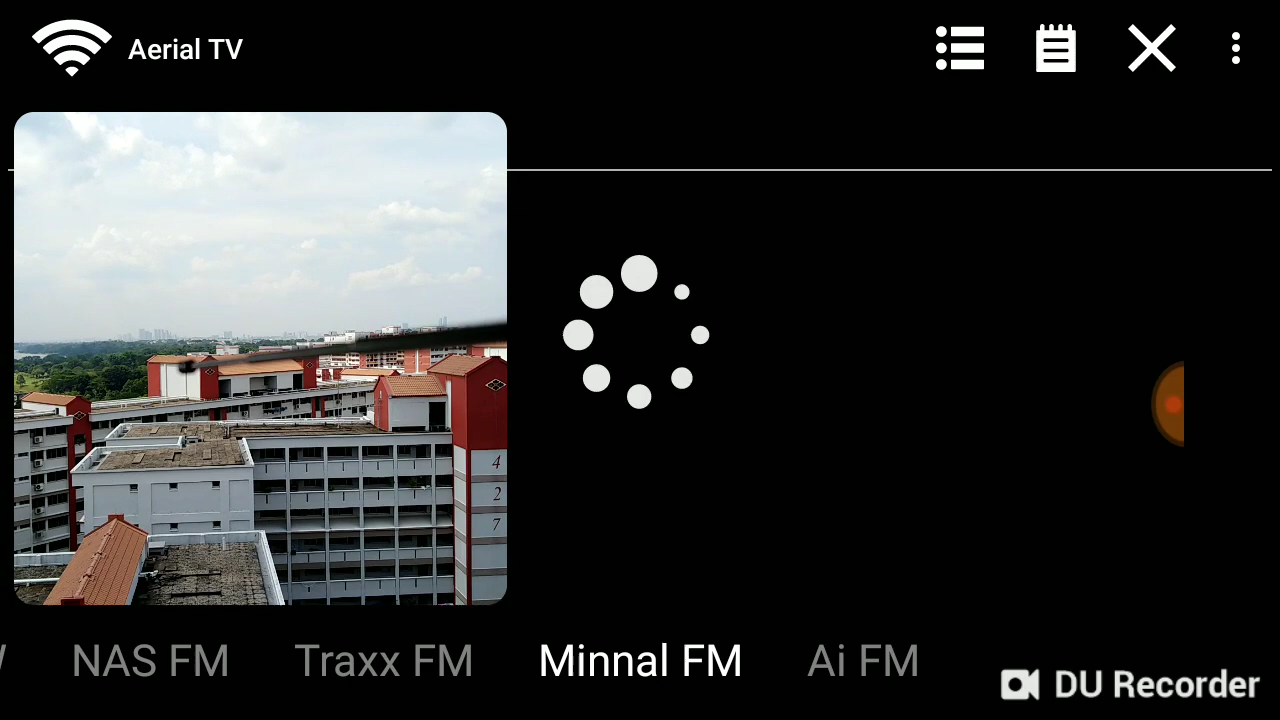 Aerial TV
4
2
7
NAS FM Traxx FM Minnal FM Ai FM
DU Recorder